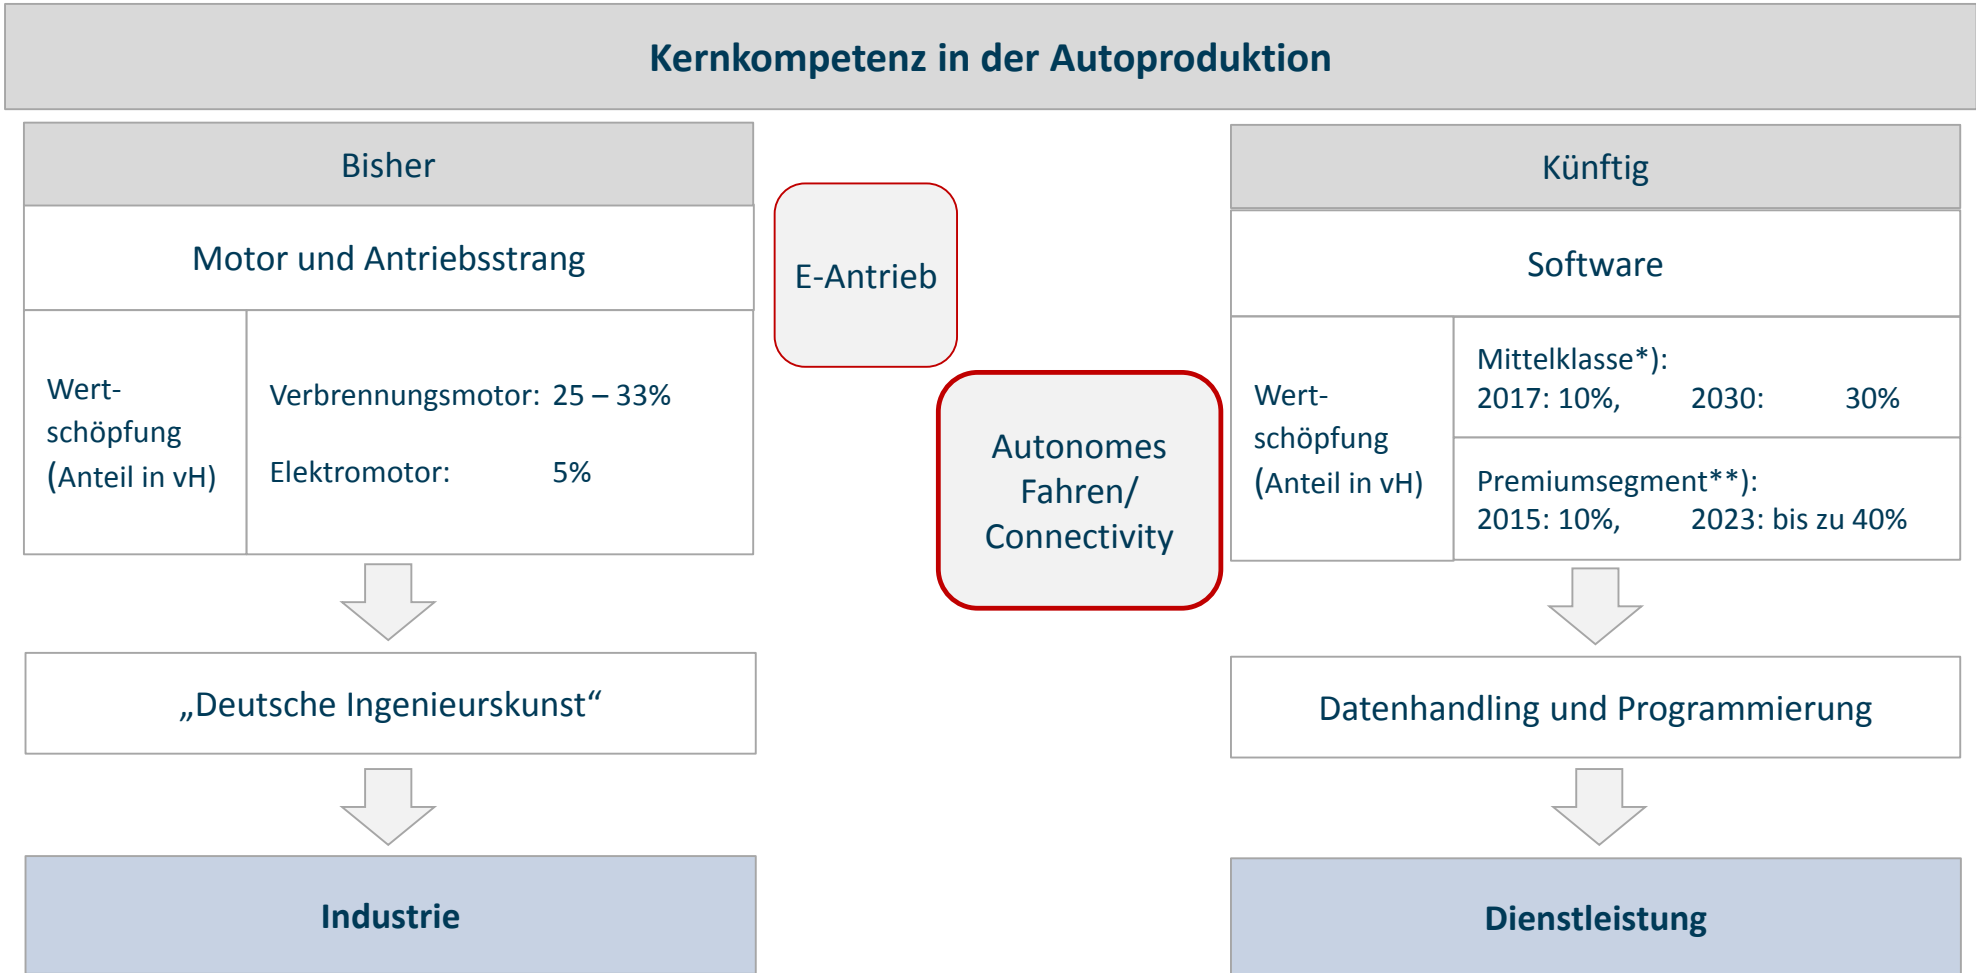 Kernkompetenz in der Autoproduktion
Bisher
Motor und Antriebsstrang
Wert-
schöpfung
(Anteil in vH)
Verbrennungsmotor: 25 – 33%
Elektromotor: 5%
„Deutsche Ingenieurskunst“
Industrie
E-Antrieb
Autonomes
Fahren/
Connectivity
Künftig
Software
Wert-
schöpfung
(Anteil in vH)
Mittelklasse*):
2017: 10%, 2030: 30%
Premiumsegment**):
2015: 10%, 2023: bis zu 40%
Datenhandling und Programmierung
Dienstleistung